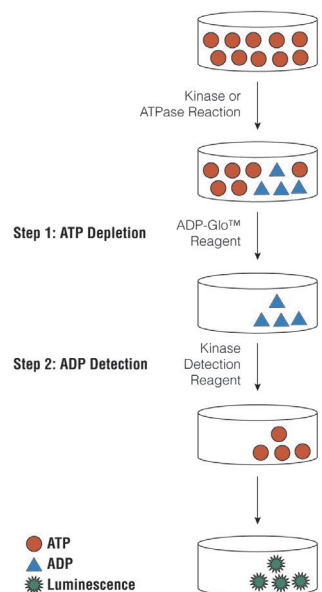 Kinase or
ATPase Reaction
Step 1: ATP Depletion
ADP-Glo™
Reagent
Step 2: ADP Detection
Kinase
Detection
Reagent
ATP
ADP
Luminescence